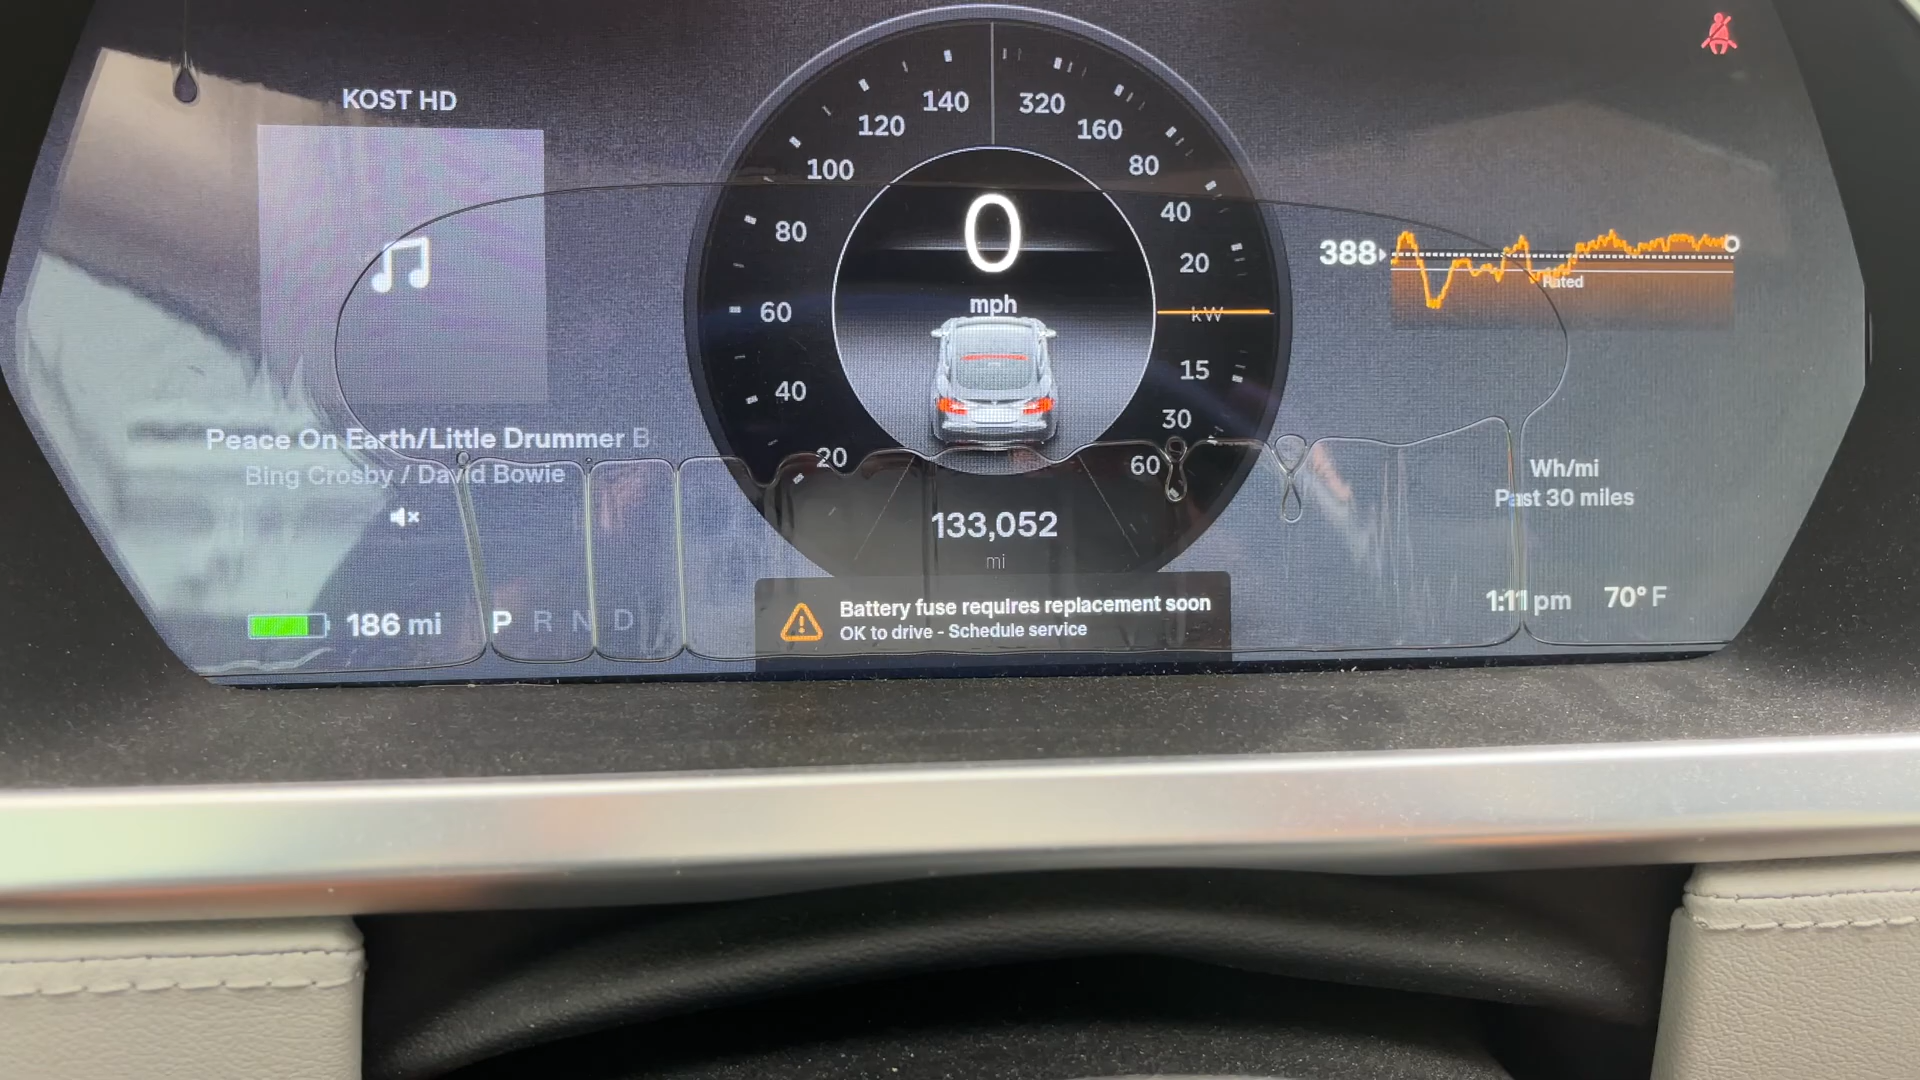 KOST HD
Peace On Earth/Little Drummer B
Bing Crosby / David Bowie
186 mi
P R N D
140
120
100
80
60
40
20
320
160
80
40
20
kW
15
30
60
0
mph
133,052
mi
Battery fuse requires replacement soon
OK to drive - Schedule service
388
Rated
Wh/mi
Past 30 miles
1:11 pm 70° F